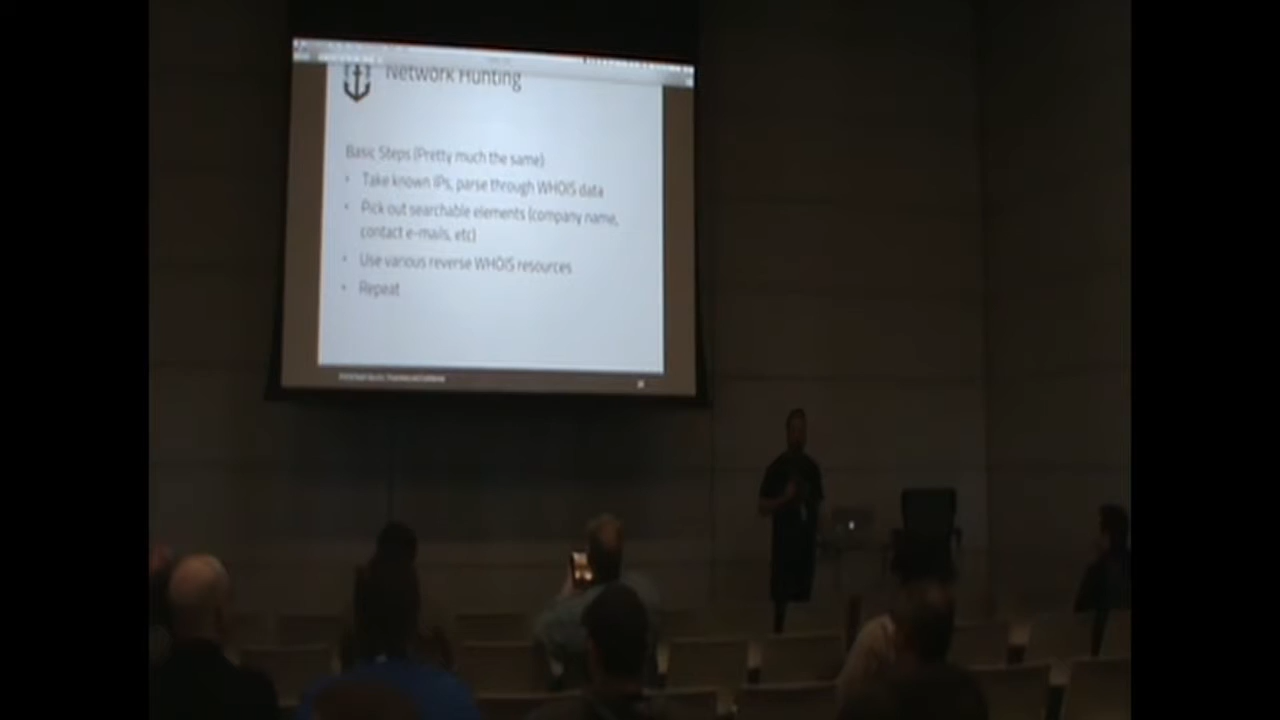 Network Hunting
Basic Steps (Pretty much the same)
• Take known IPs, parse through WHOIS data
• Pick out searchable elements (company name,
contact e-mails, etc)
• Use various reverse WHOIS resources
• Repeat